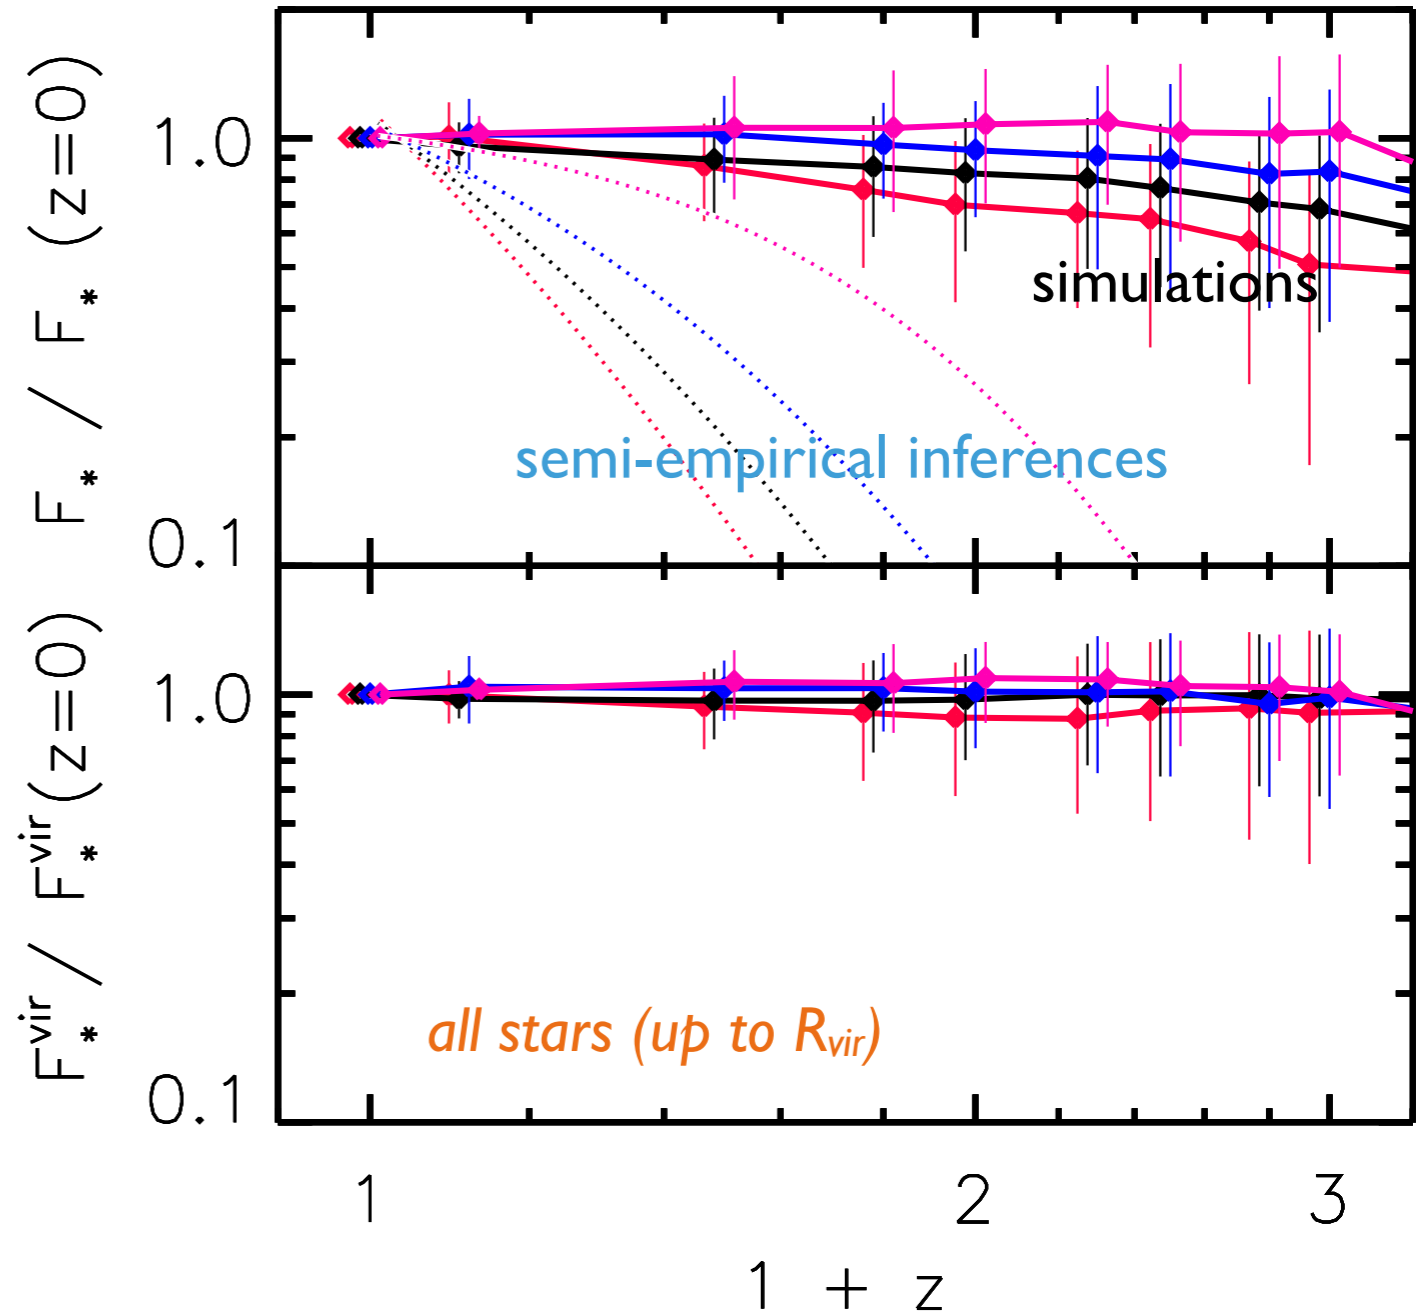 F* / F* (z=0)
1.0
simulations
semi-empirical inferences
0.1
F*^vir / F*^vir (z=0)
1.0
all stars (up to R_vir)
0.1
1 2 3
1 + z